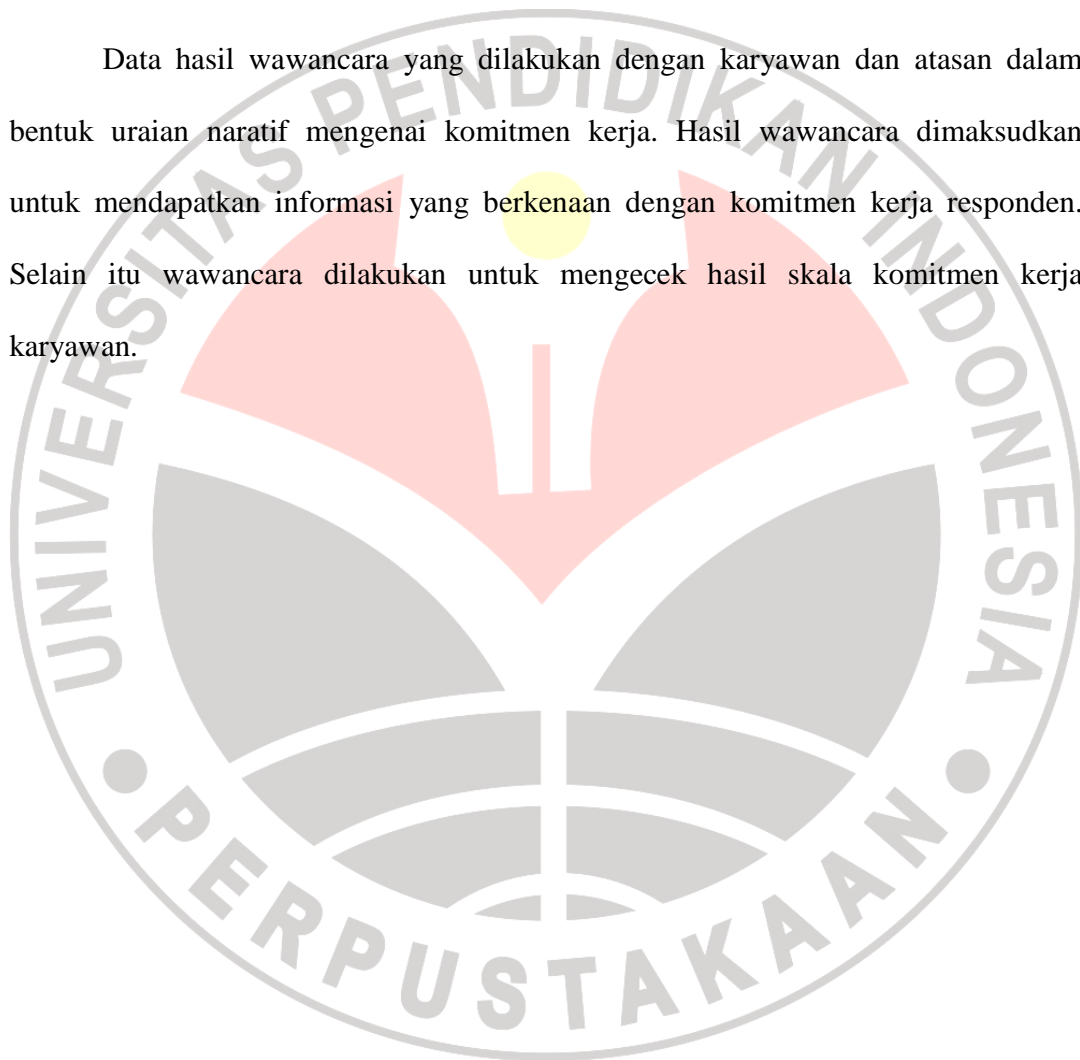 Data hasil wawancara yang dilakukan dengan karyawan dan atasan dalam
bentuk uraian naratif mengenai komitmen kerja. Hasil wawancara dimaksudkan
untuk mendapatkan informasi yang berkenaan dengan komitmen kerja responden.
Selain itu wawancara dilakukan untuk mengecek hasil skala komitmen kerja
karyawan.
UNIVERSITAS PENDIDIKAN INDONESIA
PERPUSTAKAAN